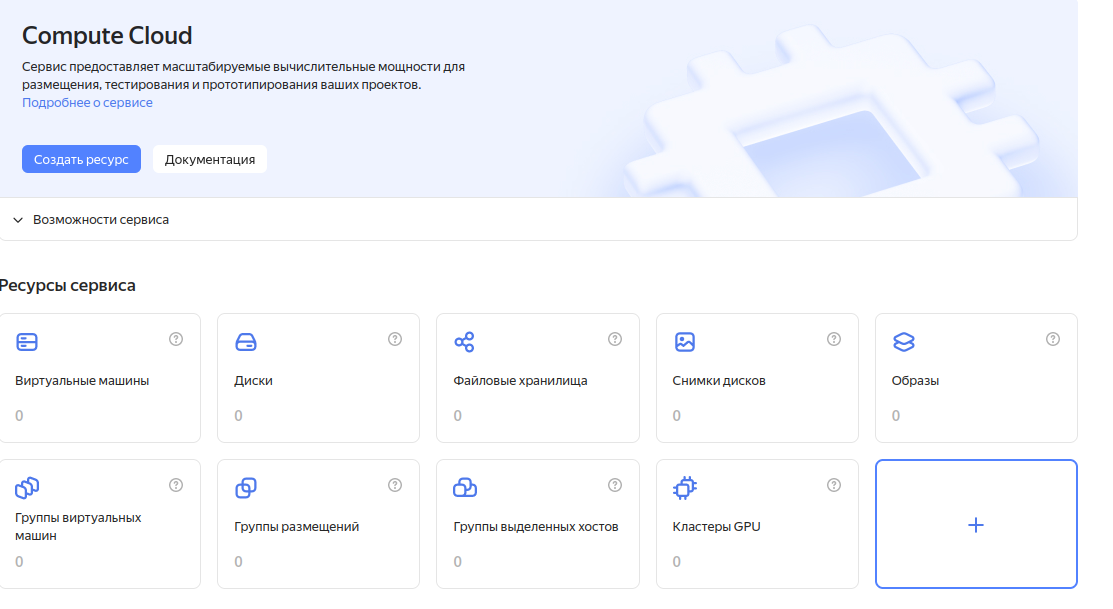 Compute Cloud
Сервис предоставляет масштабируемые вычислительные мощности для
размещения, тестирования и прототипирования ваших проектов.
Подробнее о сервисе
Создать ресурс
Документация
Возможности сервиса
Ресурсы сервиса
Виртуальные машины
0
Диски
0
Файловые хранилища
0
Снимки дисков
0
Образы
0
Группы виртуальных
машин
0
Группы размещений
0
Группы выделенных хостов
0
Кластеры GPU
0